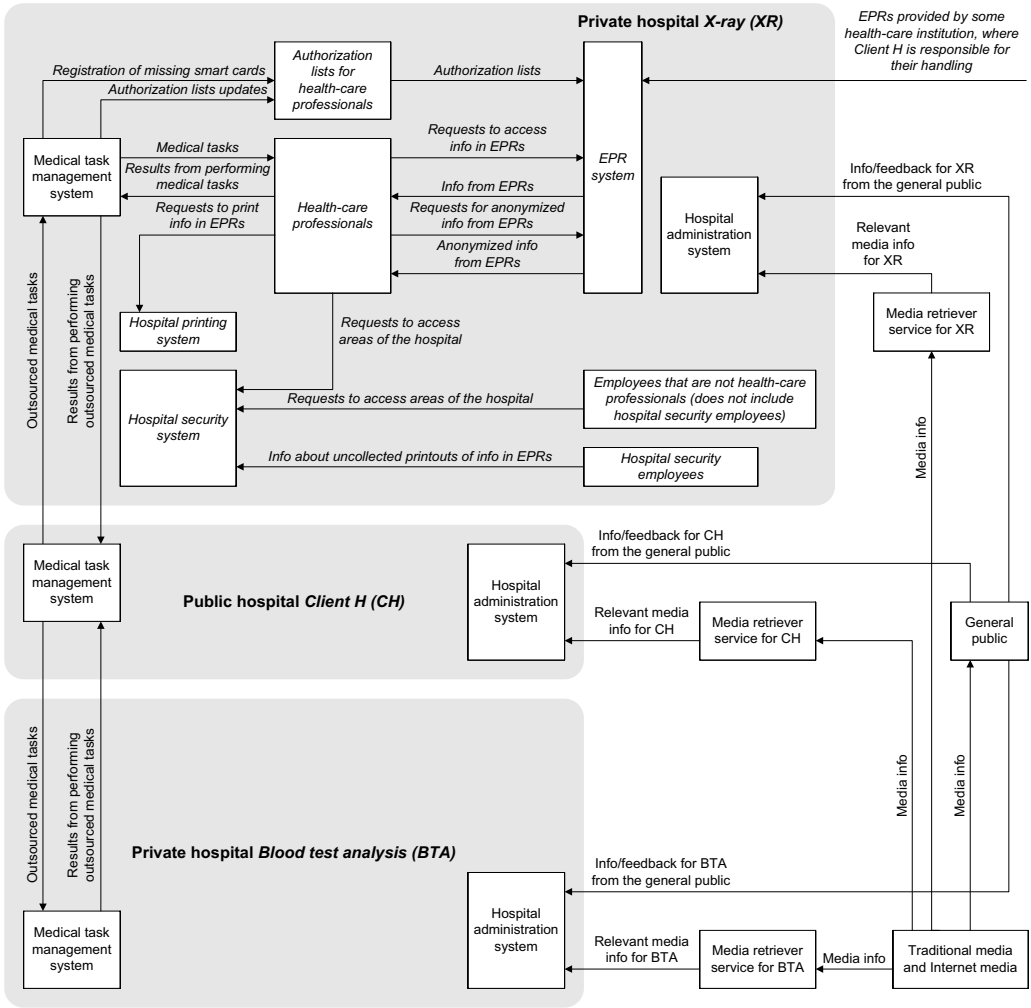 Private hospital X-ray (XR)
EPRs provided by some
health-care institution, where
Client H is responsible for
their handling
Registration of missing smart cards
Authorization lists updates
Authorization
lists for
health-care
professionals
Authorization lists
Medical task
management
system
Medical tasks
Results from performing
medical tasks
Requests to print
info in EPRs
Health-care
professionals
Requests to access
info in EPRs
Info from EPRs
Requests for anonymized
info from EPRs
Anonymized info
from EPRs
EPR
system
Hospital
administration
system
Info/feedback for XR
from the general public
Relevant
media info
for XR
Media retriever
service for XR
Hospital printing
system
Requests to access
areas of the hospital
Hospital security
system
Requests to access areas of the hospital
Employees that are not health-care
professionals (does not include
hospital security employees)
Info about uncollected printouts of info in EPRs
Hospital security
employees
Outsourced medical tasks
Results from performing
outsourced medical tasks
Media info
Medical task
management
system
Public hospital Client H (CH)
Hospital
administration
system
Info/feedback for CH
from the general public
Relevant media
info for CH
Media retriever
service for CH
General
public
Outsourced medical tasks
Results from performing
outsourced medical tasks
Media info
Media info
Private hospital Blood test analysis (BTA)
Medical task
management
system
Hospital
administration
system
Info/feedback for BTA
from the general public
Relevant media
info for BTA
Media retriever
service for BTA
Media info
Traditional media
and Internet media